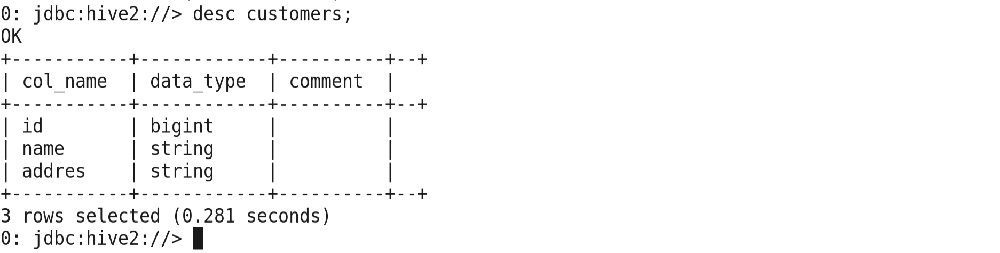 0: jdbc:hive2://> desc customers;
OK
+-----------+------------+----------+--+
| col_name  | data_type  | comment  |
+-----------+------------+----------+--+
| id        | bigint     |          |
| name      | string     |          |
| addres    | string     |          |
+-----------+------------+----------+--+
3 rows selected (0.281 seconds)
0: jdbc:hive2://>